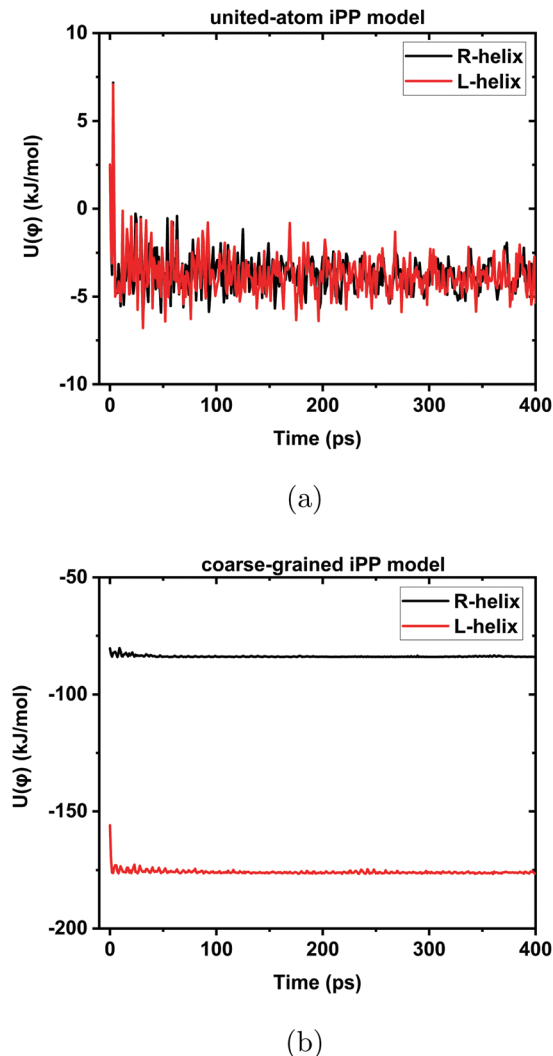 united-atom iPP model
R-helix
L-helix
U(φ) (kJ/mol)
10
5
0
-5
-10
0
100
200
300
400
Time (ps)
(a)
coarse-grained iPP model
R-helix
L-helix
U(φ) (kJ/mol)
-50
-100
-150
-200
0
100
200
300
400
Time (ps)
(b)